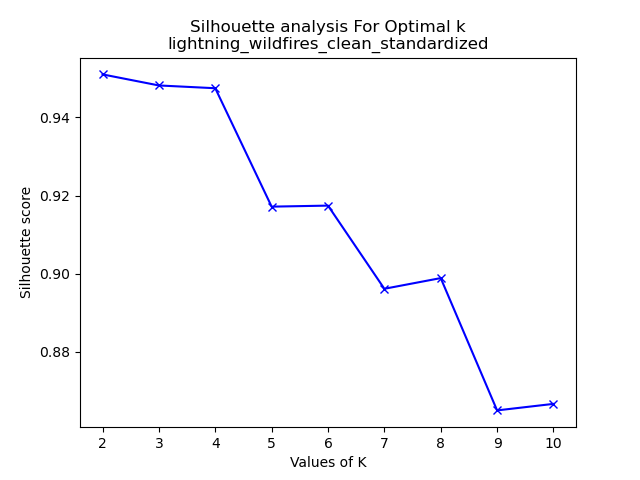 Silhouette analysis For Optimal k
lightning_wildfires_clean_standardized
0.94
0.92
0.90
0.88
Silhouette score
2 3 4 5 6 7 8 9 10
Values of K